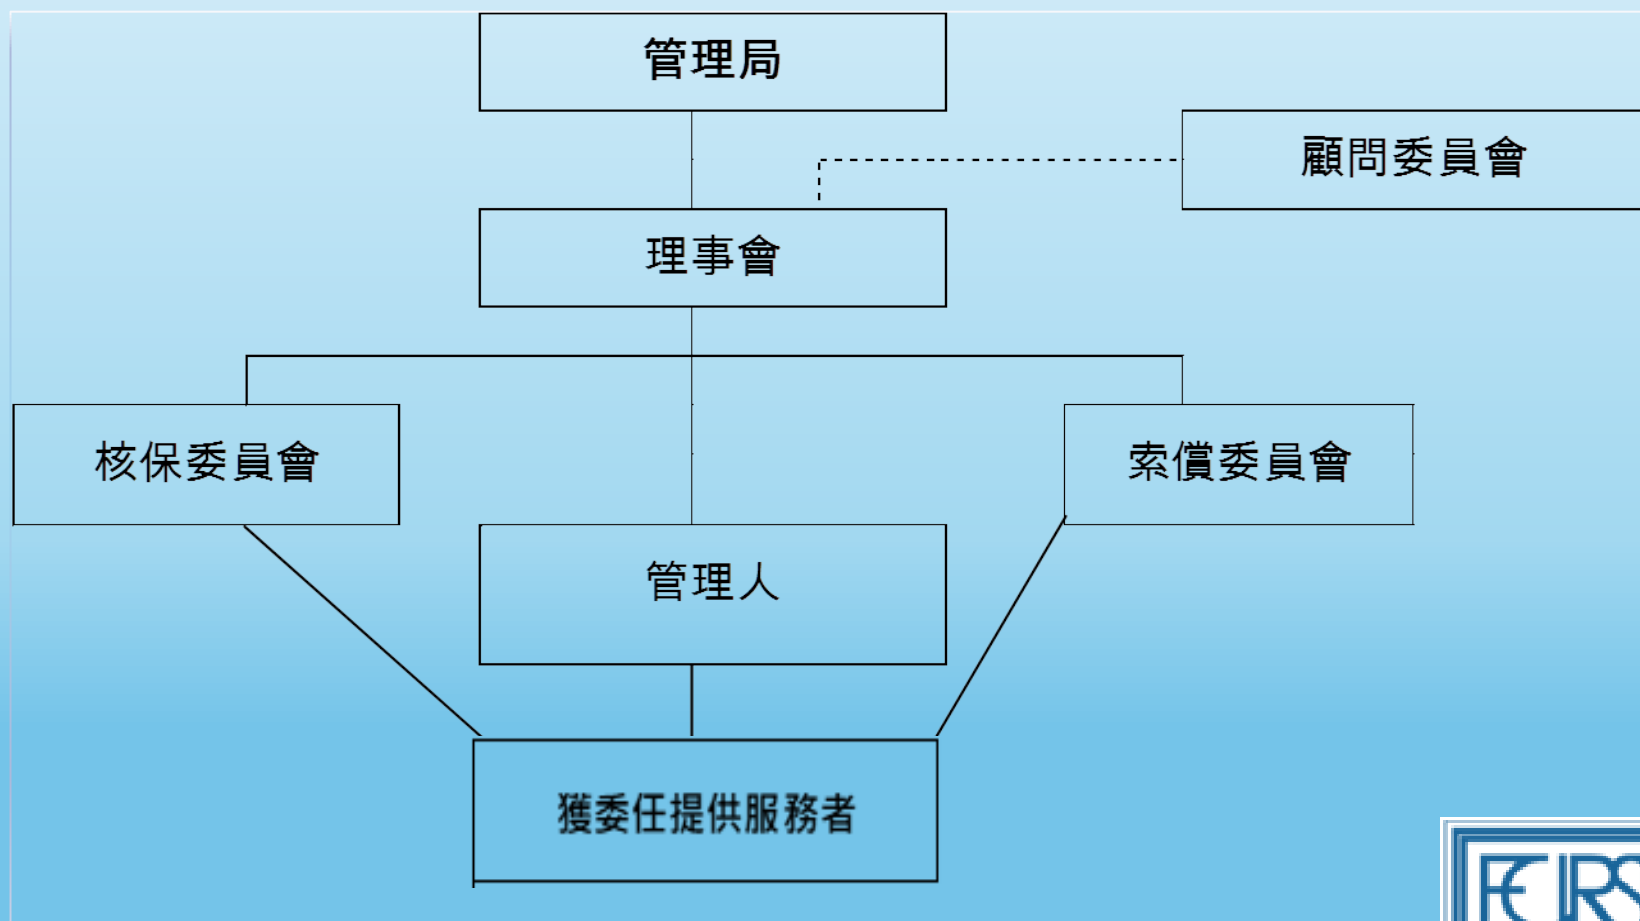 管理局
顧問委員會
理事會
核保委員會
索償委員會
管理人
獲委任提供服務者